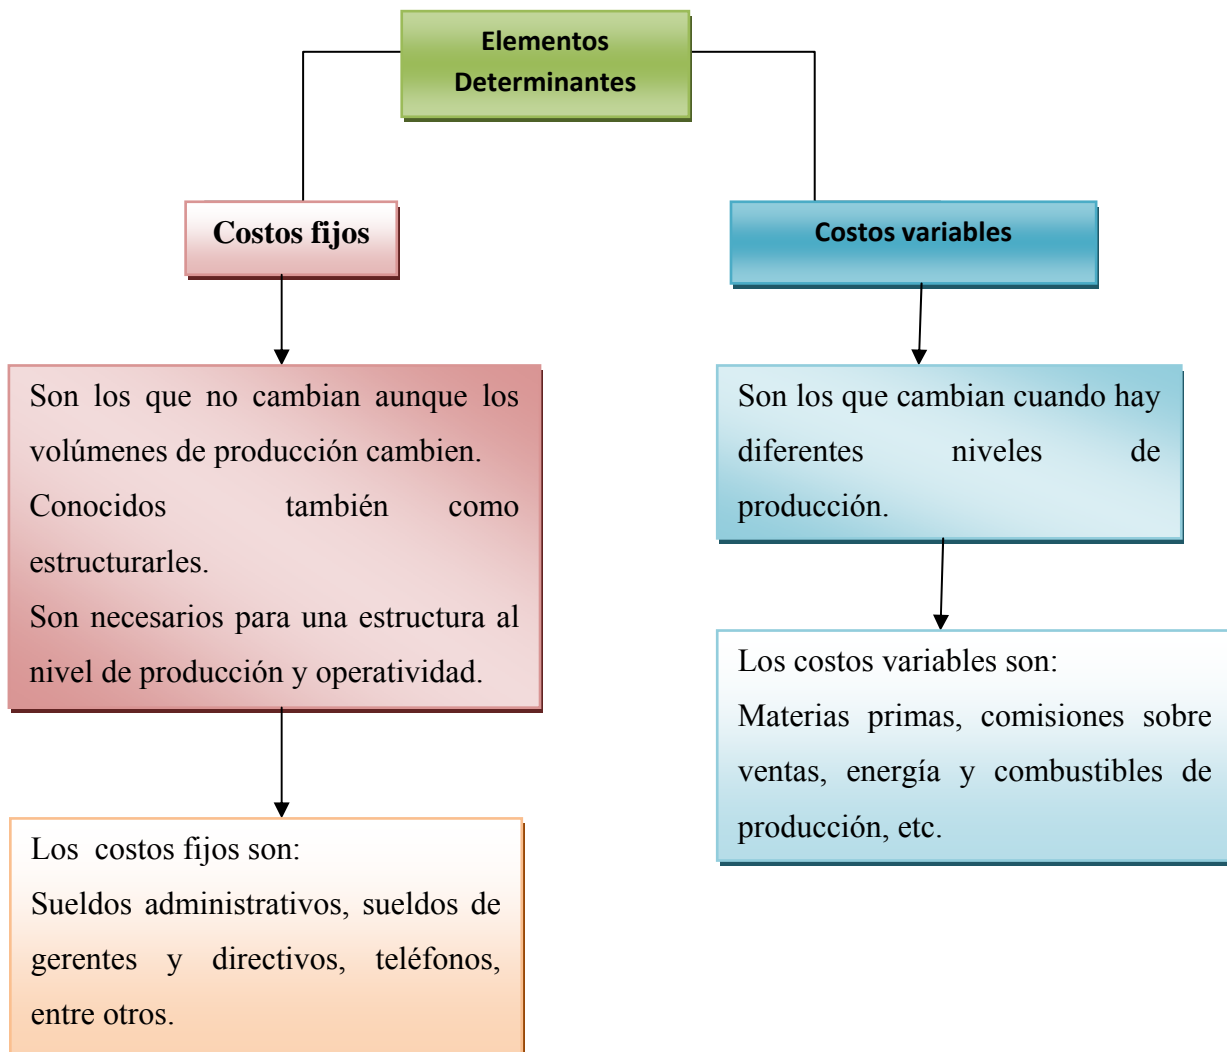 Elementos
Determinantes
Costos fijos
Costos variables
Son los que no cambian aunque los
volúmenes de producción cambien.
Conocidos también como
estructurarles.
Son necesarios para una estructura al
nivel de producción y operatividad.
Son los que cambian cuando hay
diferentes niveles de
producción.
Los costos variables son:
Materias primas, comisiones sobre
ventas, energía y combustibles de
producción, etc.
Los costos fijos son:
Sueldos administrativos, sueldos de
gerentes y directivos, teléfonos,
entre otros.